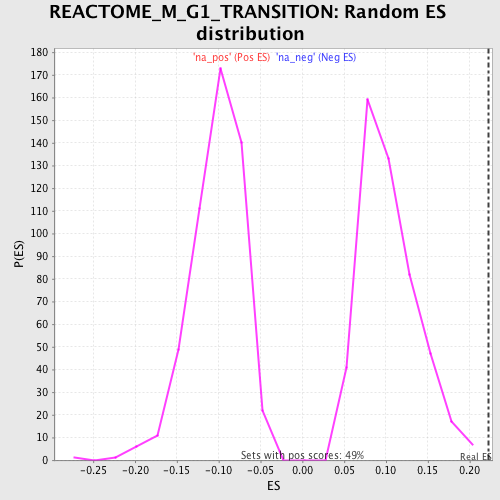 REACTOME_M_G1_TRANSITION: Random ES
distribution
'na_pos' (Pos ES) 'na_neg' (Neg ES)
180
170
160
150
140
130
120
110
100
90
80
70
60
50
40
30
20
10
0
P(ES)
Sets with pos scores: 49%
Real ES
-0.25 -0.20 -0.15 -0.10 -0.05 0.00 0.05 0.10 0.15 0.20
ES